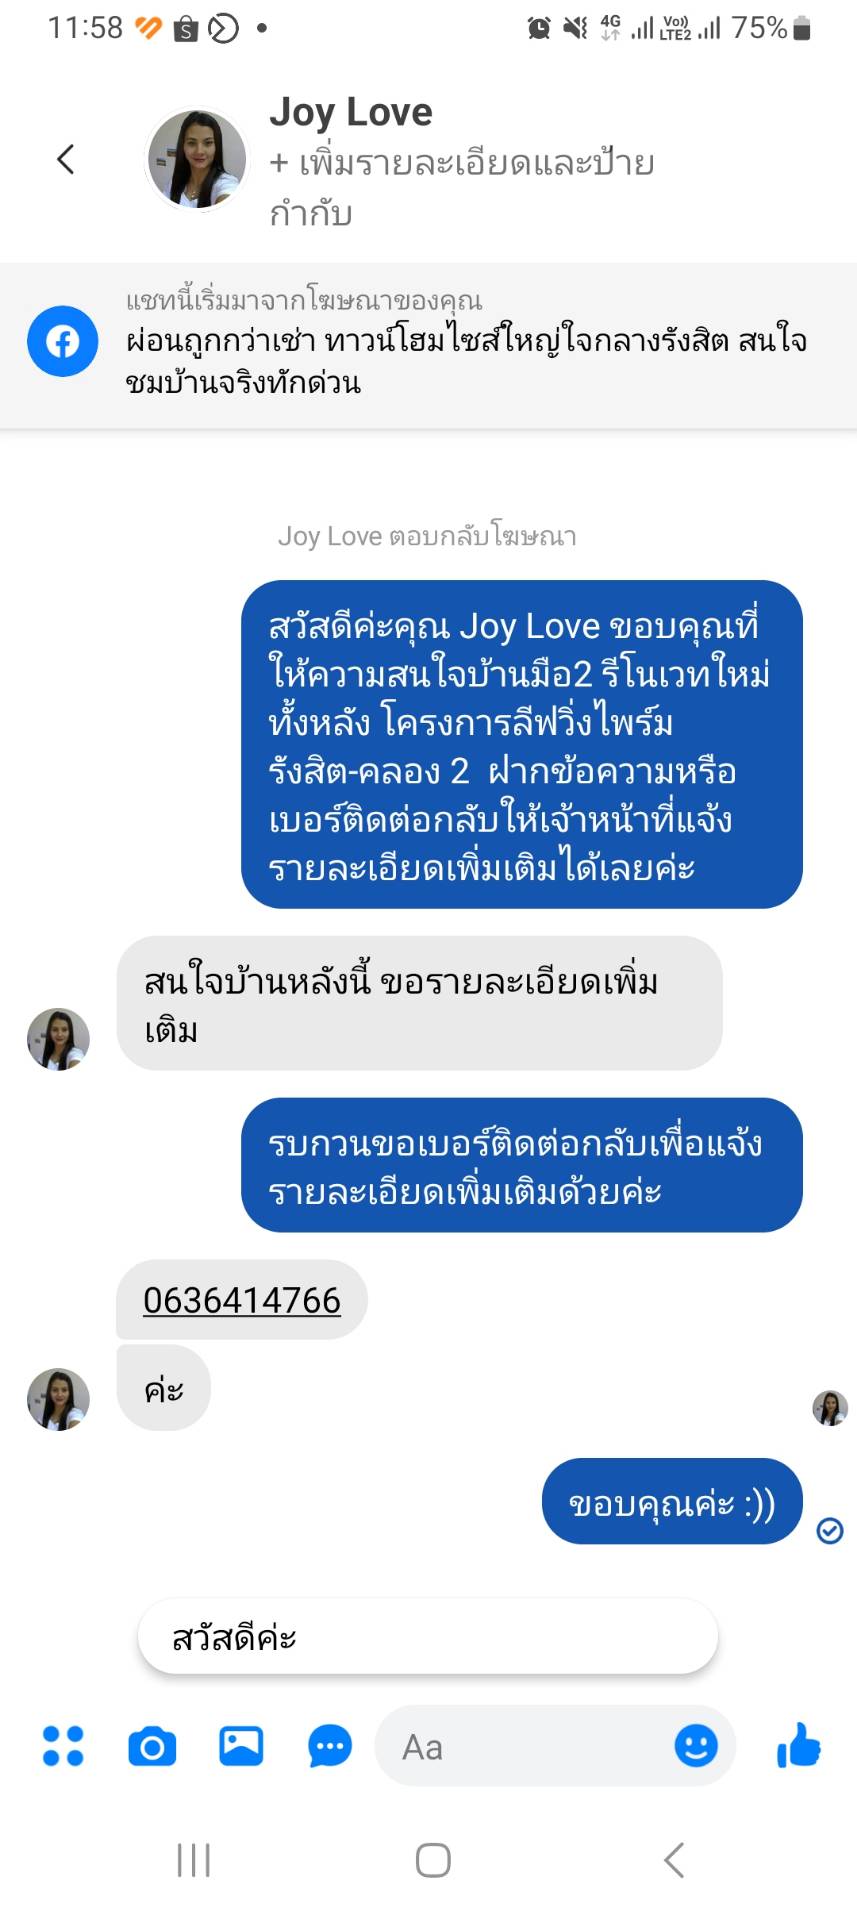 11:58 4G Vo)) LTE2 75%
Joy Love
+ เพิ่มรายละเอียดและป้าย
กำกับ
แชทนี้เริ่มมาจากโฆษณาของคุณ
ผ่อนถูกกว่าเช่า ทาวน์โฮมไซส์ใหญ่ใจกลางรังสิต สนใจ
ชมบ้านจริงทักด่วน
Joy Love ตอบกลับโฆษณา
สวัสดีค่ะคุณ Joy Love ขอบคุณที่
ให้ความสนใจบ้านมือ2 รีโนเวทใหม่
ทั้งหลัง โครงการลีฟวิ่งไพร์ม
รังสิต-คลอง 2 ฝากข้อความหรือ
เบอร์ติดต่อกลับให้เจ้าหน้าที่แจ้ง
รายละเอียดเพิ่มเติมได้เลยค่ะ
สนใจบ้านหลังนี้ ขอรายละเอียดเพิ่ม
เติม
รบกวนขอเบอร์ติดต่อกลับเพื่อแจ้ง
รายละเอียดเพิ่มเติมด้วยค่ะ
0636414766
ค่ะ
ขอบคุณค่ะ :))
สวัสดีค่ะ
Aa